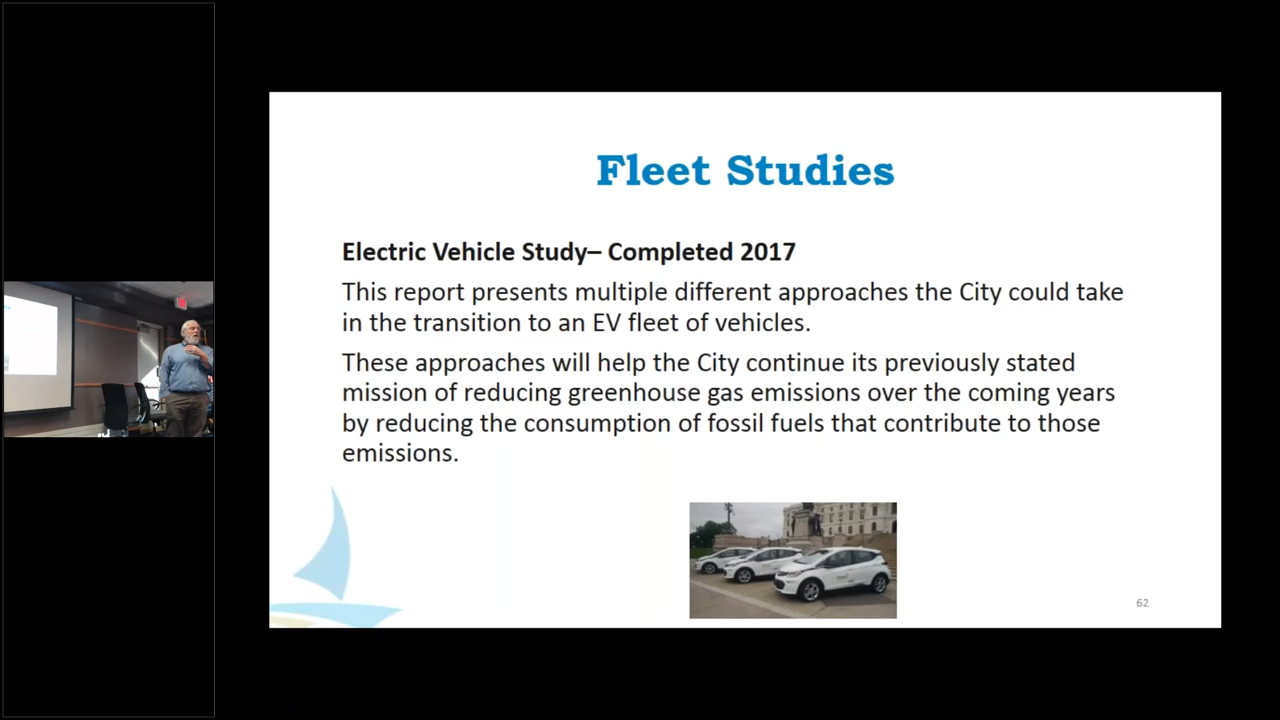 Fleet Studies
Electric Vehicle Study– Completed 2017
This report presents multiple different approaches the City could take
in the transition to an EV fleet of vehicles.
These approaches will help the City continue its previously stated
mission of reducing greenhouse gas emissions over the coming years
by reducing the consumption of fossil fuels that contribute to those
emissions.
62